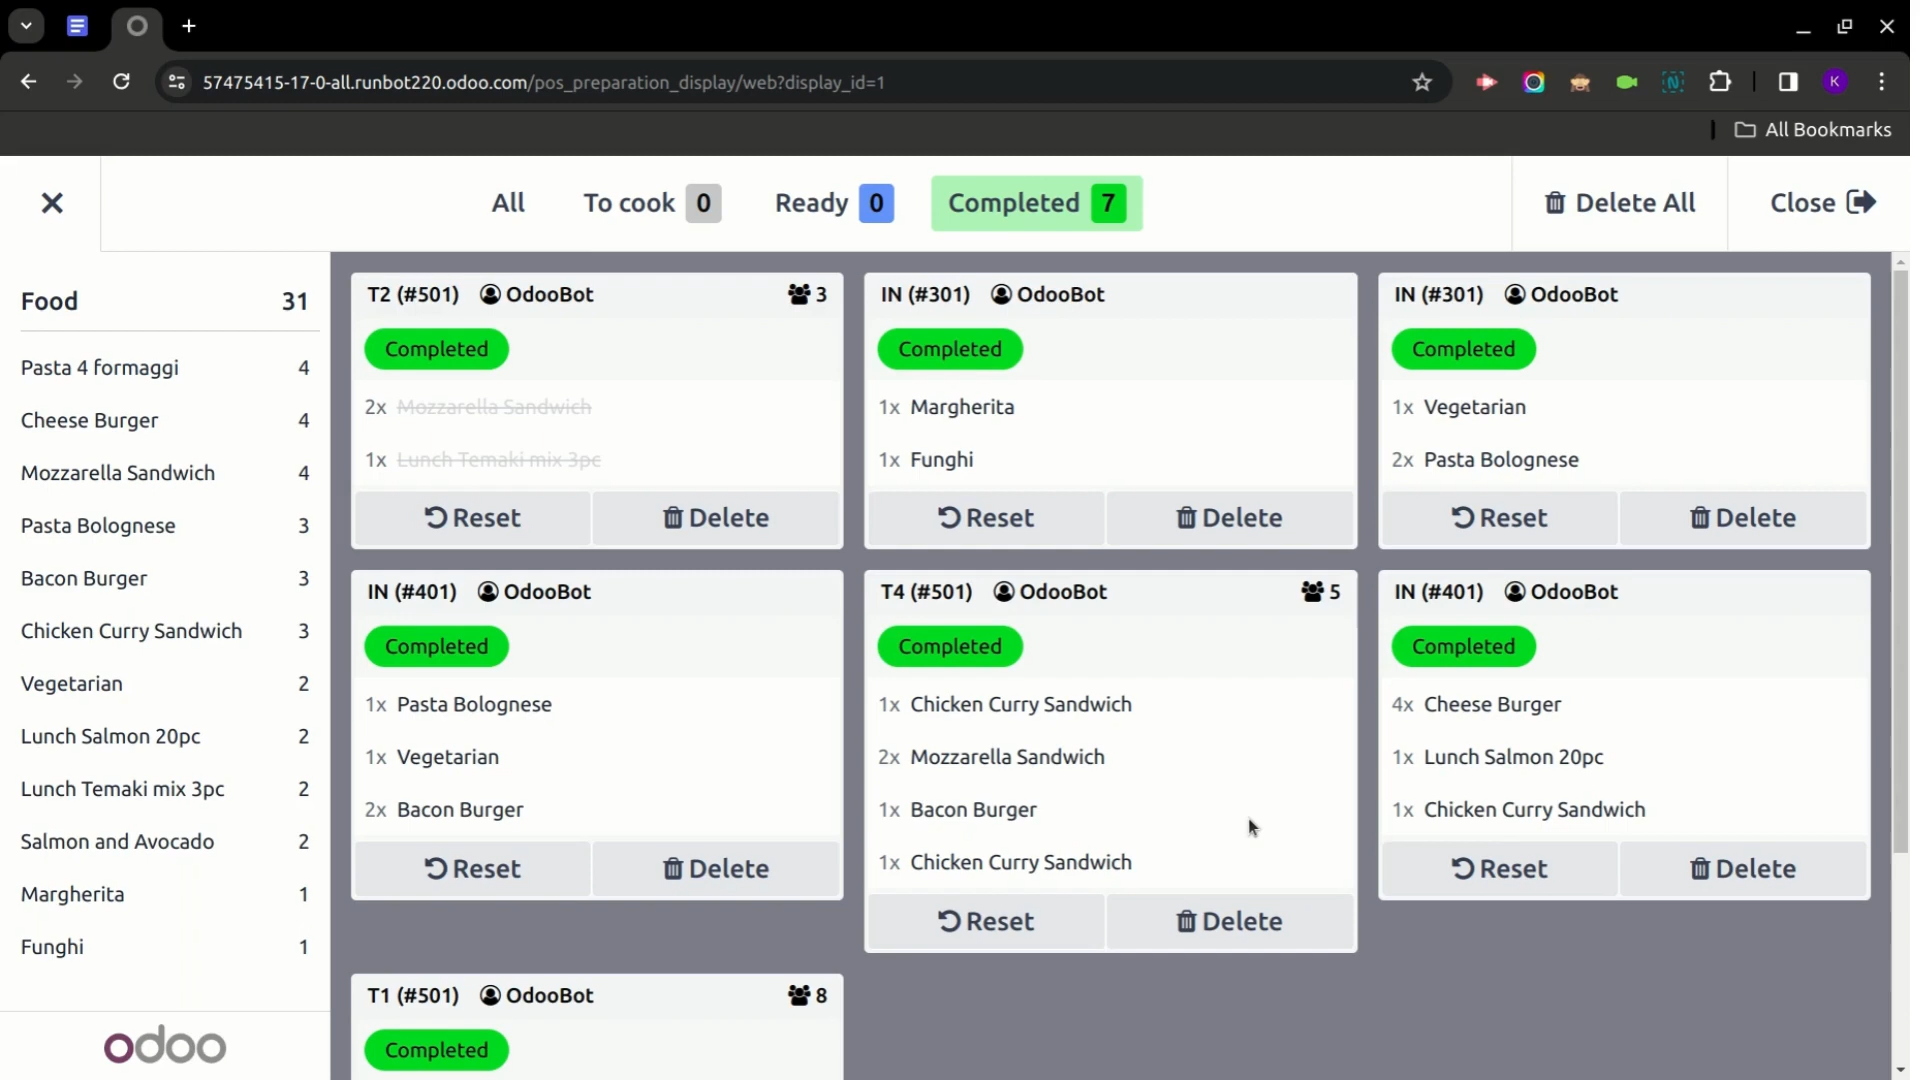 57475415-17-0-all.runbot220.odoo.com/pos_preparation_display/web?display_id=1
K
All Bookmarks
All
To cook 0
Ready 0
Completed 7
Delete All
Close
Food 31
Pasta 4 formaggi 4
Cheese Burger 4
Mozzarella Sandwich 4
Pasta Bolognese 3
Bacon Burger 3
Chicken Curry Sandwich 3
Vegetarian 2
Lunch Salmon 20pc 2
Lunch Temaki mix 3pc 2
Salmon and Avocado 2
Margherita 1
Funghi 1
odoo
T2 (#501) OdooBot 3
Completed
2x Mozzarella Sandwich
1x Lunch Temaki mix 3pc
Reset Delete
IN (#301) OdooBot
Completed
1x Margherita
1x Funghi
Reset Delete
IN (#301) OdooBot
Completed
1x Vegetarian
2x Pasta Bolognese
Reset Delete
IN (#401) OdooBot
Completed
1x Pasta Bolognese
1x Vegetarian
2x Bacon Burger
Reset Delete
T4 (#501) OdooBot 5
Completed
1x Chicken Curry Sandwich
2x Mozzarella Sandwich
1x Bacon Burger
1x Chicken Curry Sandwich
Reset Delete
IN (#401) OdooBot
Completed
4x Cheese Burger
1x Lunch Salmon 20pc
1x Chicken Curry Sandwich
Reset Delete
T1 (#501) OdooBot 8
Completed